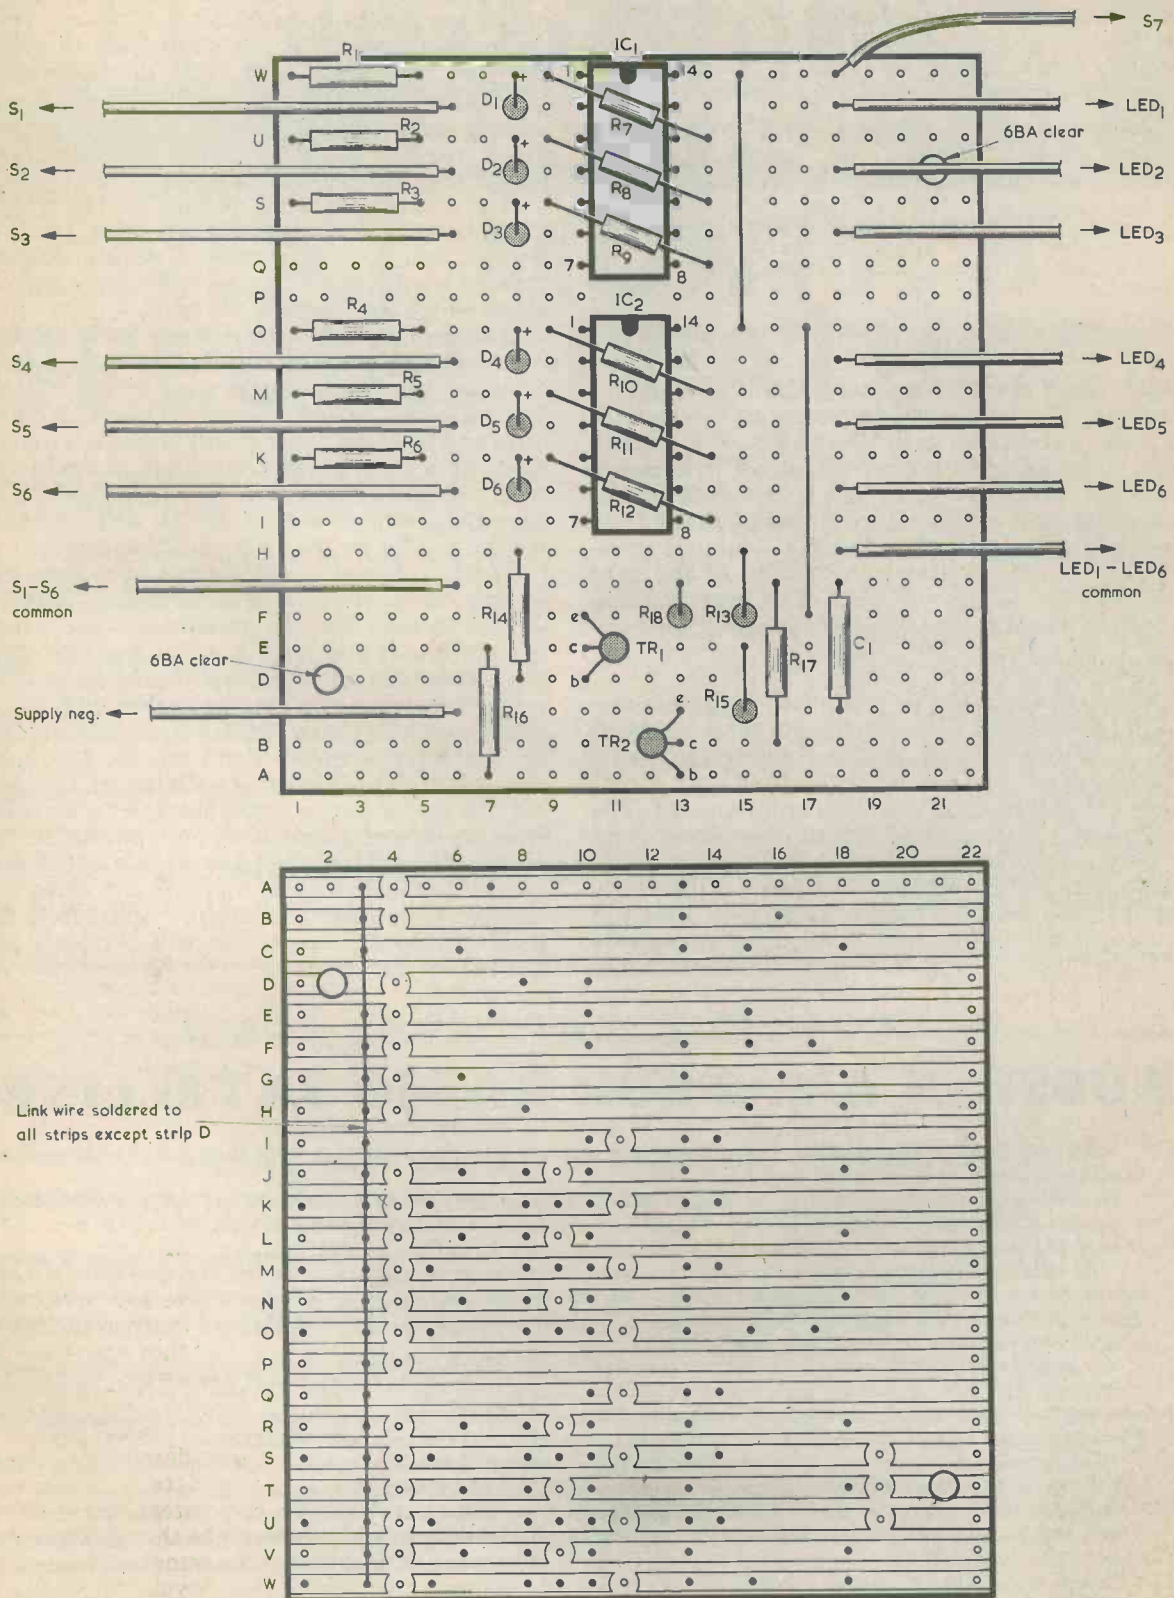 S7
R1
IC1
W
1
14
+
D1
R7
S1
LED1
U
R2
+
6BA clear
S2
D2
R8
LED2
S
R3
+
S3
D3
R9
LED3
Q
7
8
P
IC2
O
R4
1
14
+
S4
D4
R10
LED4
M
R5
+
S5
D5
R11
LED5
K
R6
+
S6
D6
R12
LED6
I
7
8
H
S1–S6
common
LED1–LED6
common
R14
F
e
R18
R13
E
c
TR1
R17
C1
6BA clear
D
b
R15
e
Supply neg.
R16
B
TR2
c
A
b
1 3 5 7 9 11 13 15 17 19 21
2 4 6 8 10 12 14 16 18 20 22
A
B
C
D
E
F
G
Link wire soldered to
all strips except strip D
H
I
J
K
L
M
N
O
P
Q
R
S
T
U
V
W